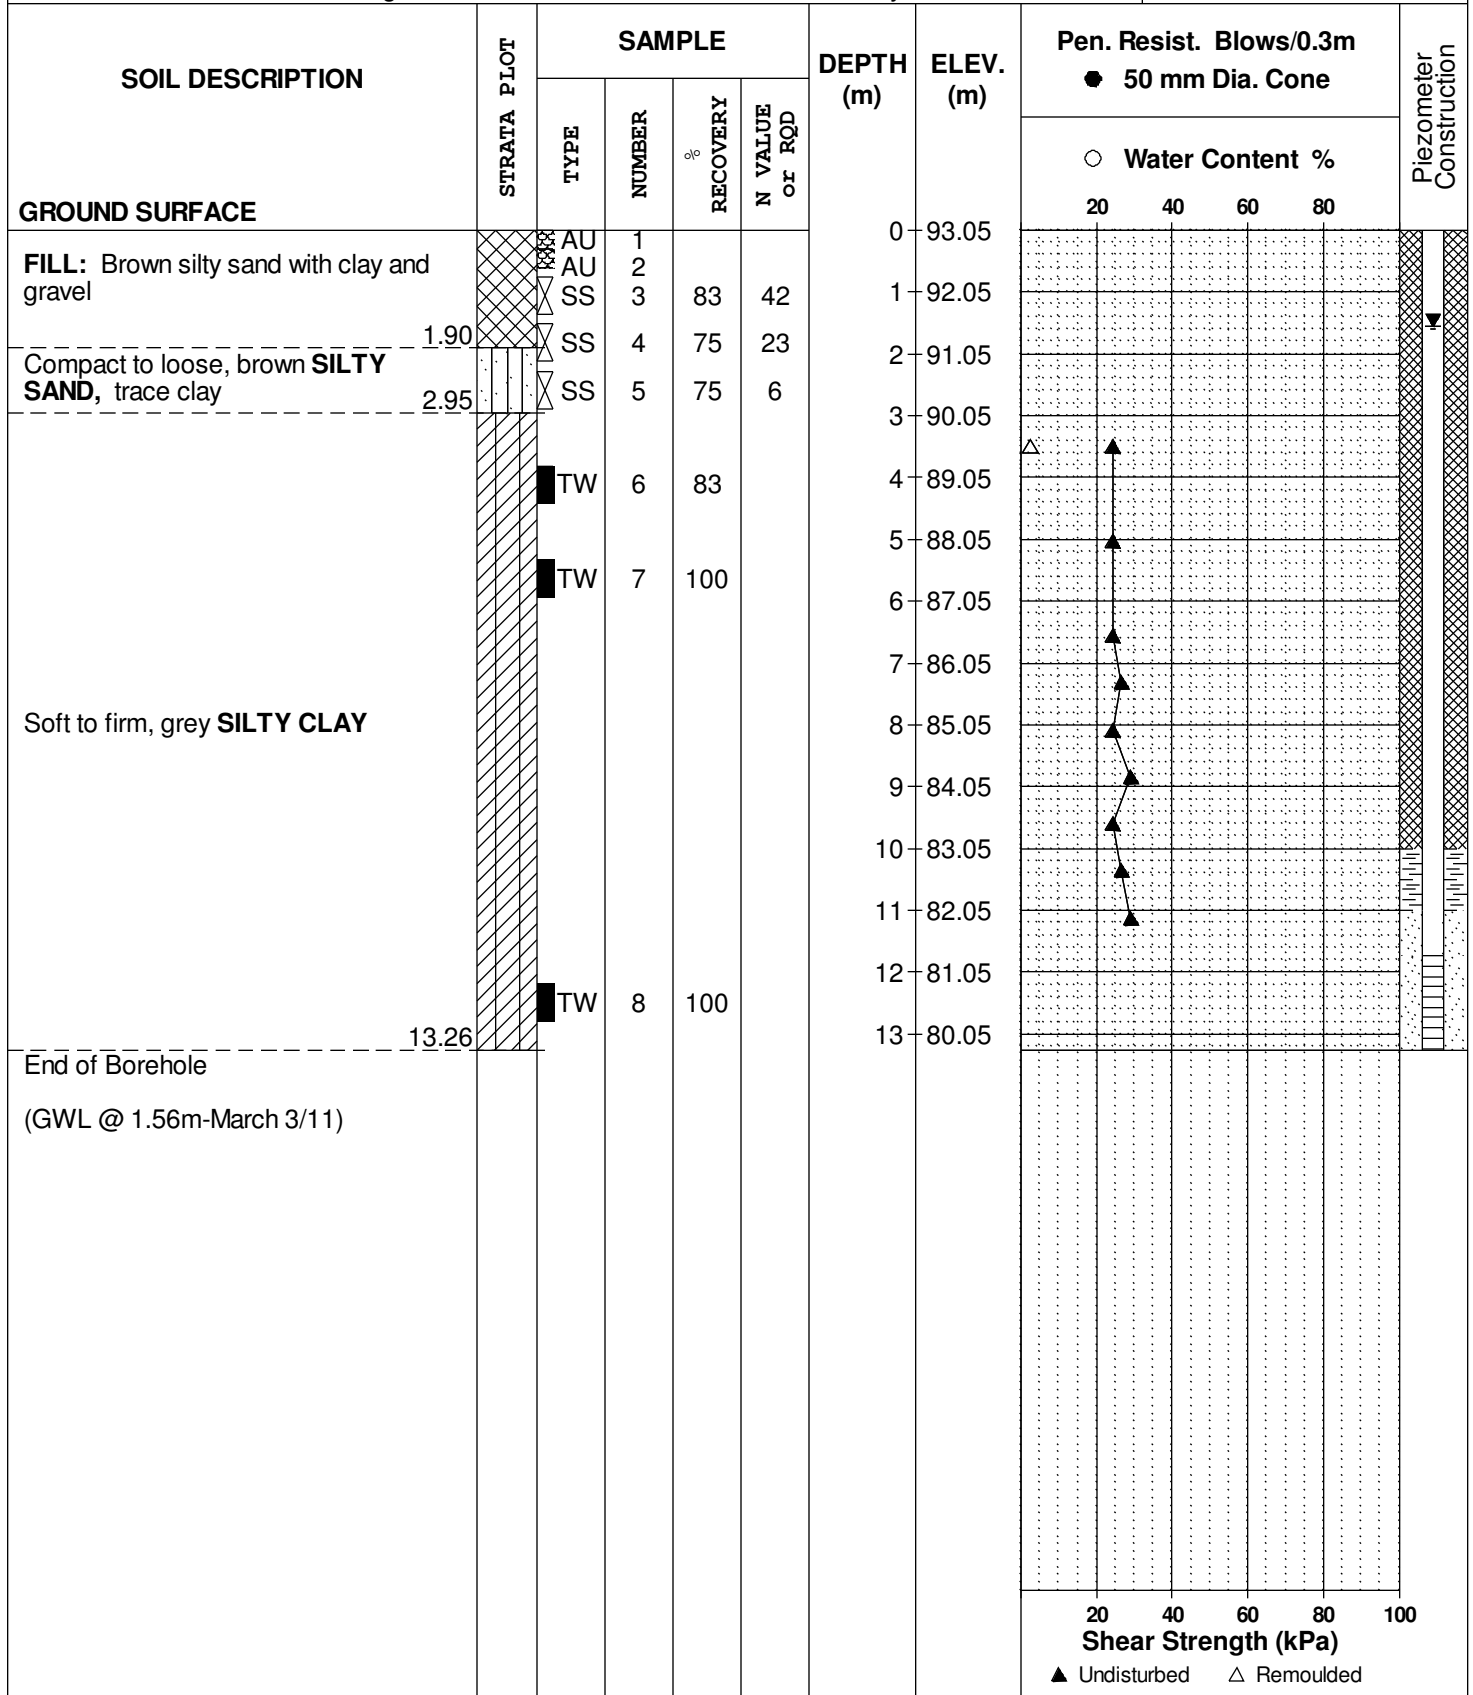 SOIL DESCRIPTION
GROUND SURFACE
STRATA PLOT
SAMPLE
TYPE
NUMBER
% RECOVERY
N VALUE or RQD
DEPTH (m)
ELEV. (m)
Pen. Resist. Blows/0.3m
● 50 mm Dia. Cone
○ Water Content %
20 40 60 80
Piezometer Construction
0 93.05
FILL: Brown silty sand with clay and
gravel
1.90
AU 1
AU 2
SS 3 83 42
1 92.05
SS 4 75 23
2 91.05
Compact to loose, brown SILTY
SAND, trace clay
2.95
SS 5 75 6
3 90.05
TW 6 83
4 89.05
5 88.05
TW 7 100
6 87.05
7 86.05
Soft to firm, grey SILTY CLAY
8 85.05
9 84.05
10 83.05
11 82.05
12 81.05
TW 8 100
13 80.05
13.26
End of Borehole
(GWL @ 1.56m-March 3/11)
20 40 60 80 100
Shear Strength (kPa)
▲ Undisturbed △ Remoulded